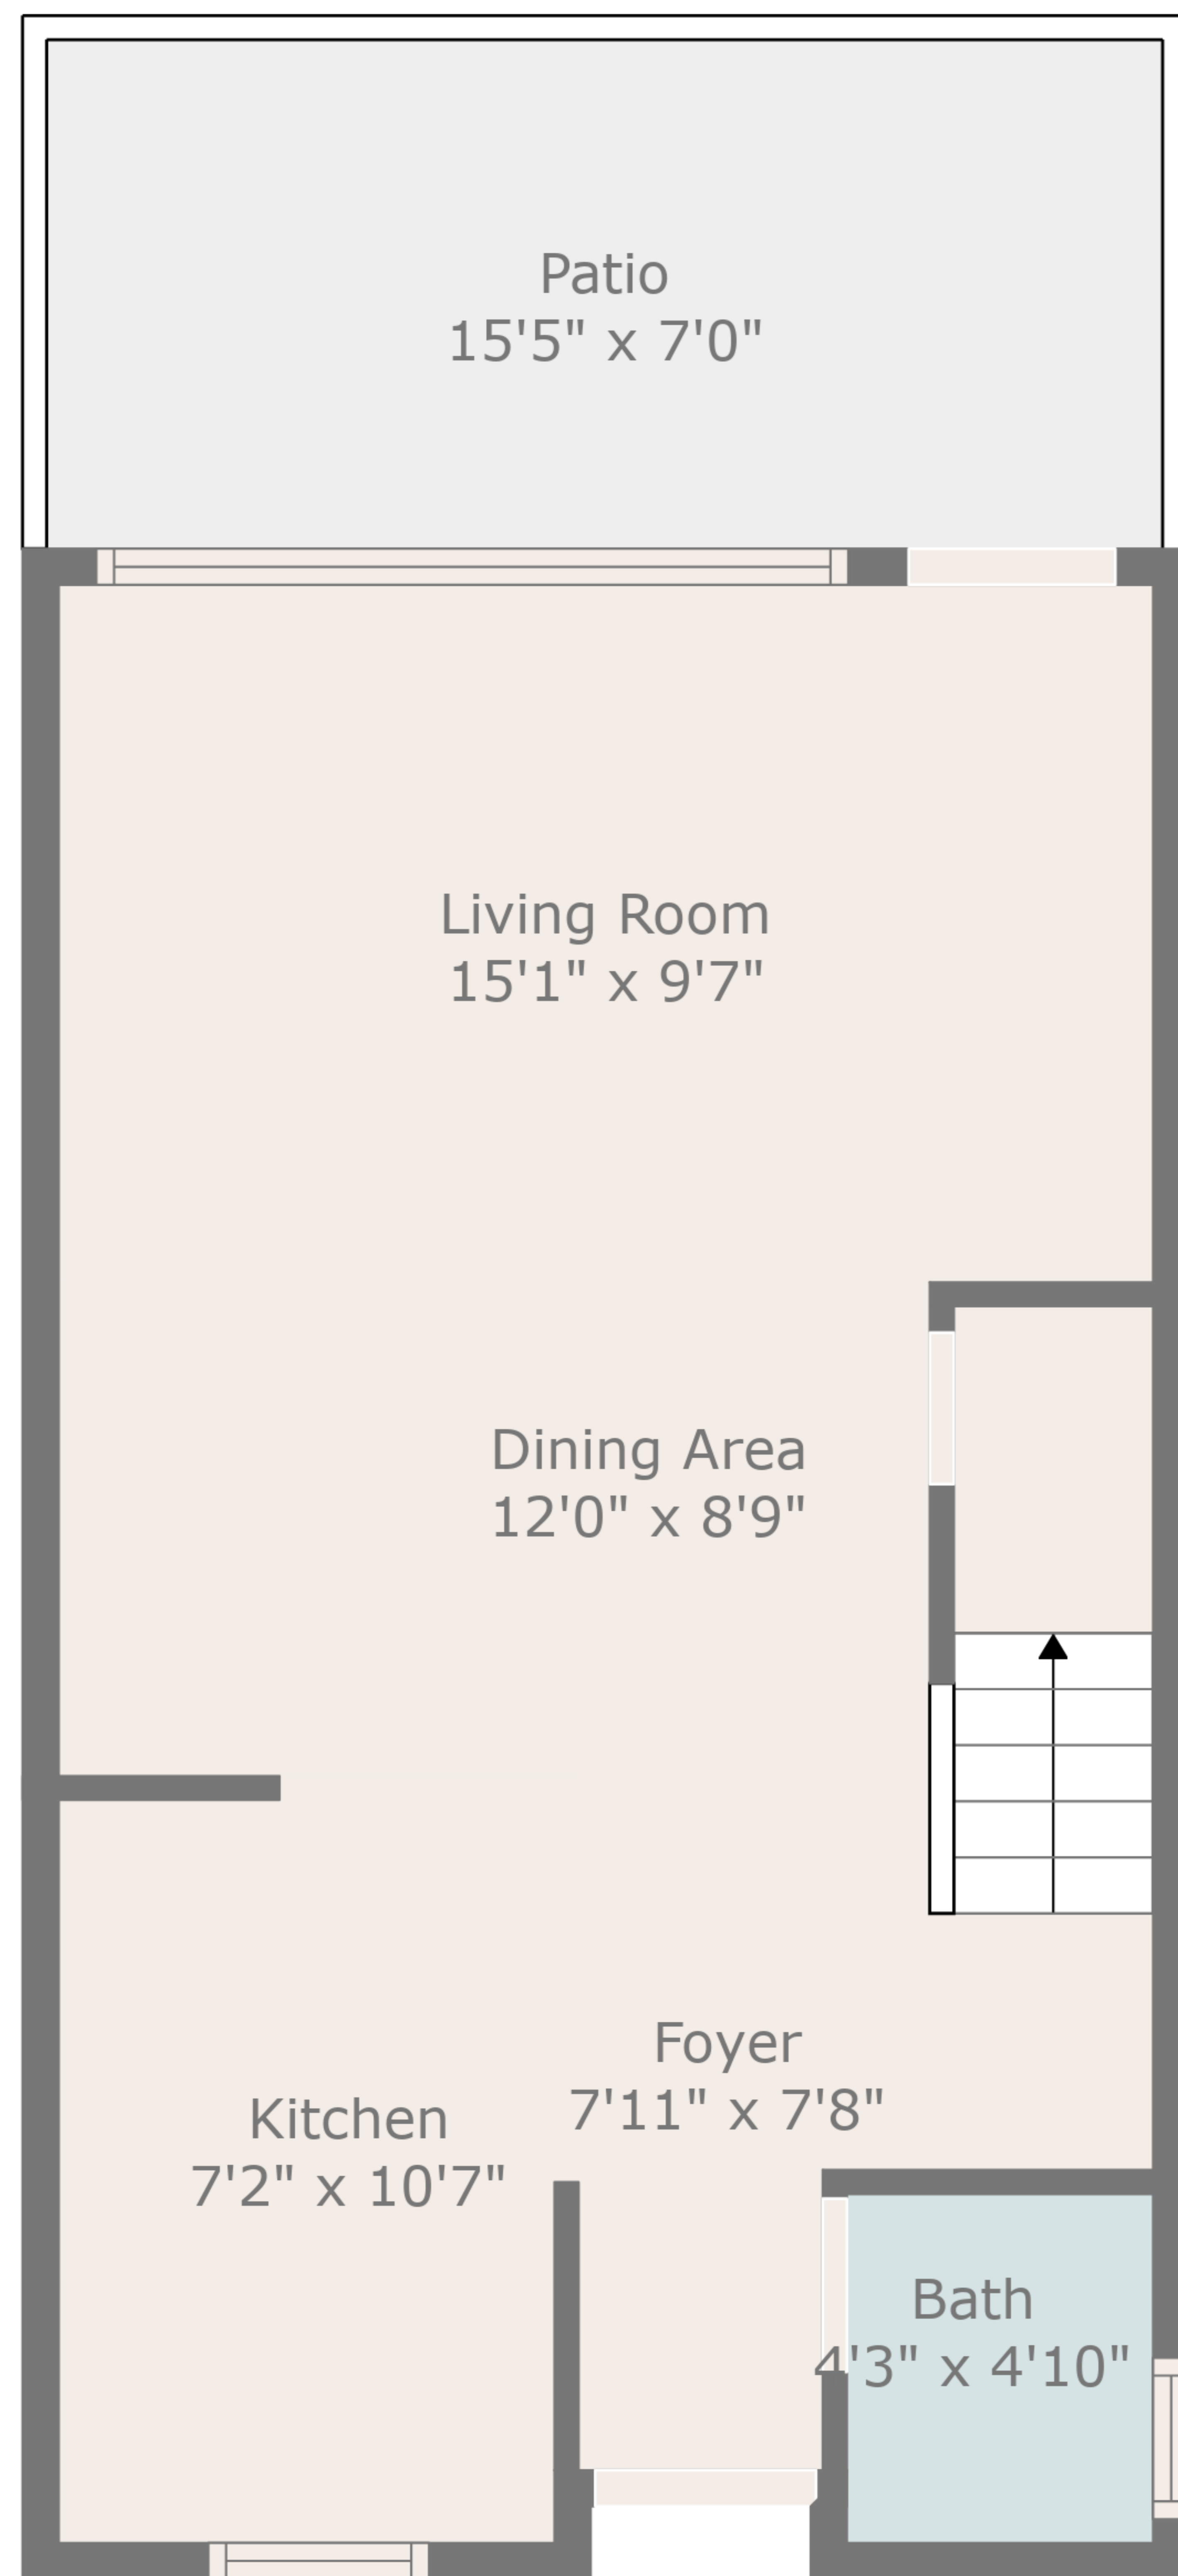 Patio
15'5" x 7'0"
Living Room
15'1" x 9'7"
Dining Area
12'0" x 8'9"
Foyer
7'11" x 7'8"
Kitchen
7'2" x 10'7"
Bath
4'3" x 4'10"